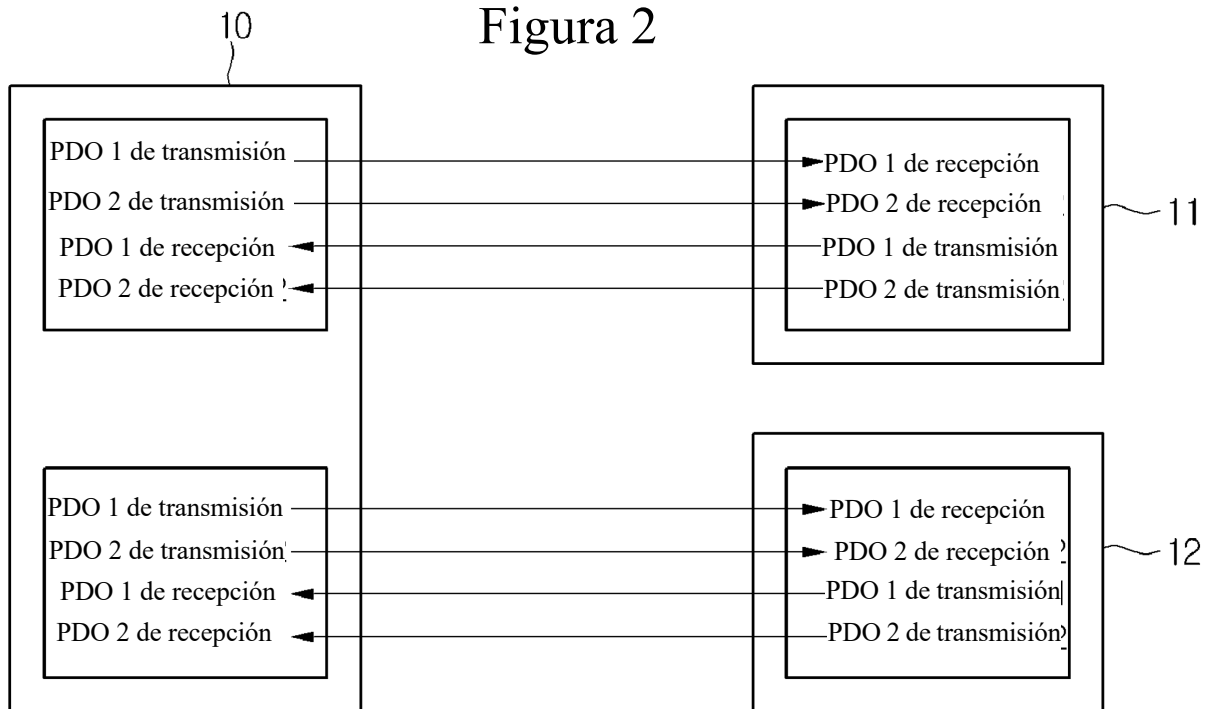 Figura 2
10
PDO 1 de transmisión
PDO 2 de transmisión
PDO 1 de recepción
PDO 2 de recepción
PDO 1 de recepción
PDO 2 de recepción
PDO 1 de transmisión
PDO 2 de transmisión
11
PDO 1 de transmisión
PDO 2 de transmisión
PDO 1 de recepción
PDO 2 de recepción
PDO 1 de recepción
PDO 2 de recepción
PDO 1 de transmisión
PDO 2 de transmisión
12